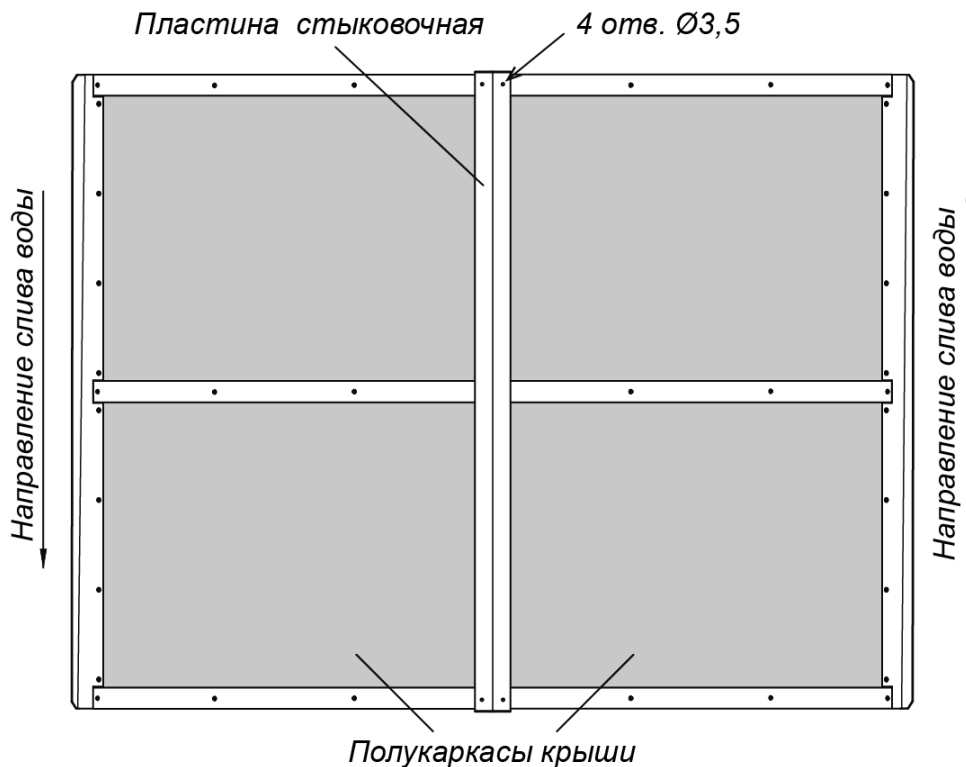 Пластина стыковочная
4 отв. Ø3,5
Направление слива воды
Направление слива воды
Полукаркасы крыши